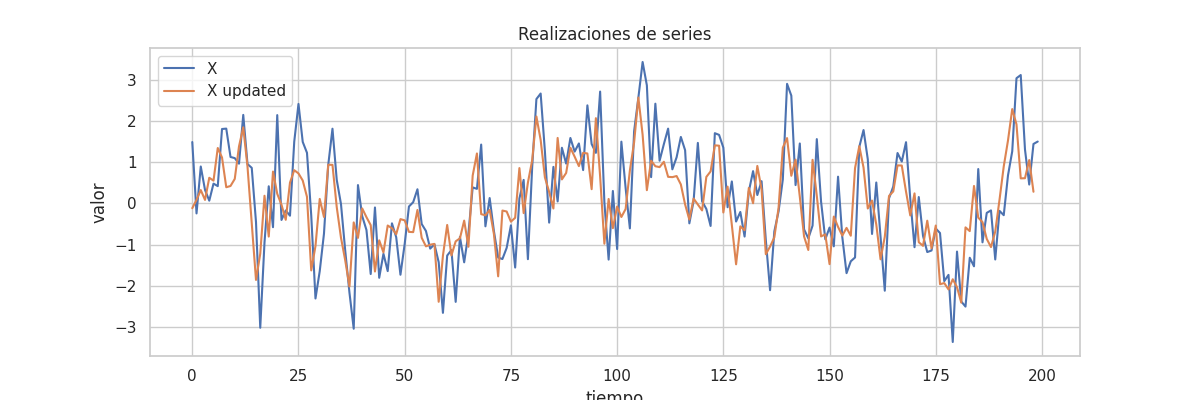 Realizaciones de series
X
X updated
valor
3
2
1
0
−1
−2
−3
0 25 50 75 100 125 150 175 200
tiempo